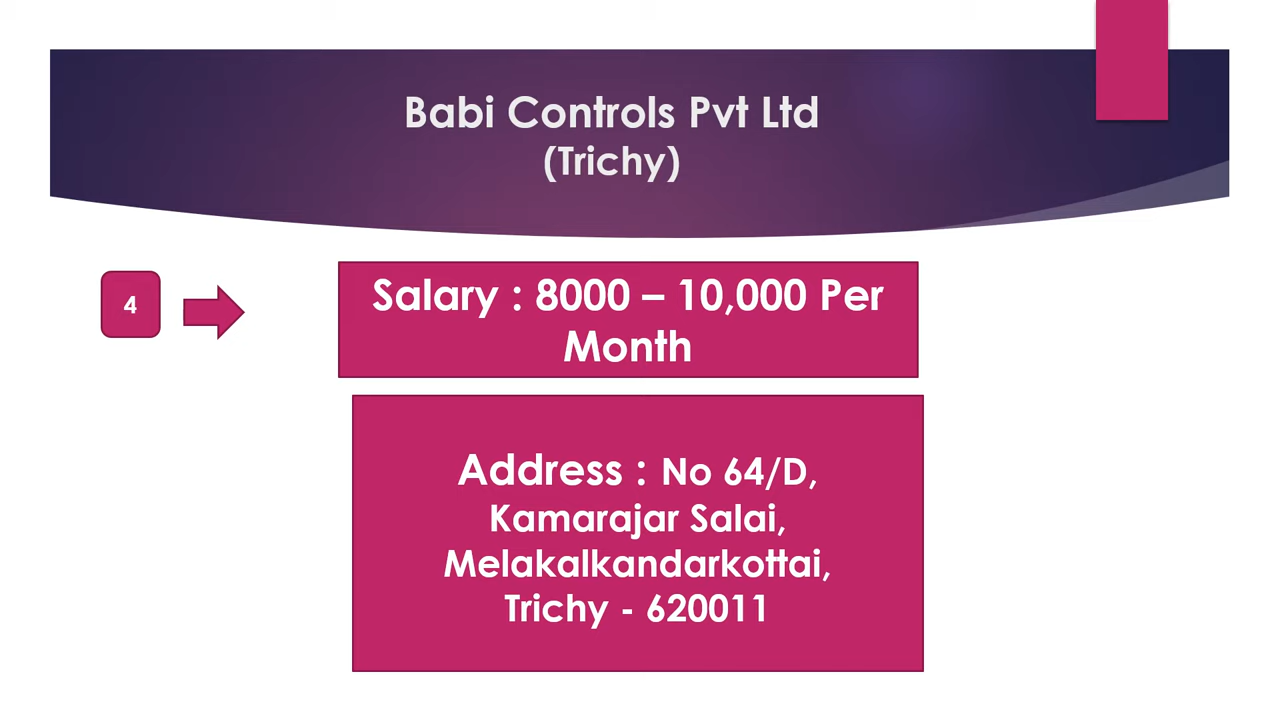 Babi Controls Pvt Ltd
(Trichy)
4
Salary : 8000 – 10,000 Per
Month
Address : No 64/D,
Kamarajar Salai,
Melakalkandarkottai,
Trichy - 620011